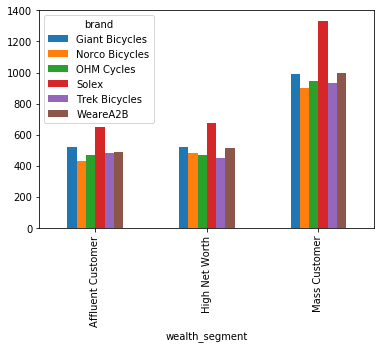 1400
1200
1000
800
600
400
200
0
brand
Giant Bicycles
Norco Bicycles
OHM Cycles
Solex
Trek Bicycles
WeareA2B
Affluent Customer
High Net Worth
Mass Customer
wealth_segment